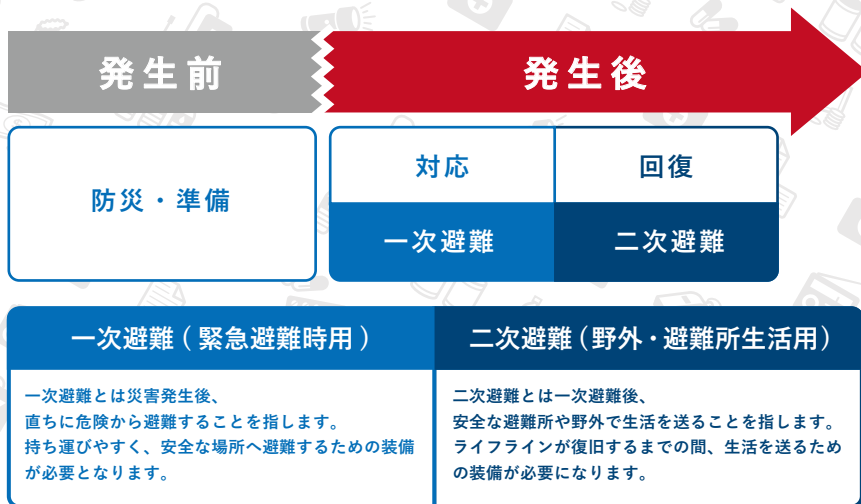 発生前
発生後
防災・準備
対応
回復
一次避難
二次避難
一次避難(緊急避難時用)
一次避難とは災害発生後、
直ちに危険から避難することを指します。
持ち運びやすく、安全な場所へ避難するための装備
が必要となります。
二次避難(野外・避難所生活用)
二次避難とは一次避難後、
安全な避難所や野外で生活を送ることを指します。
ライフラインが復旧するまでの間、生活を送るため
の装備が必要になります。